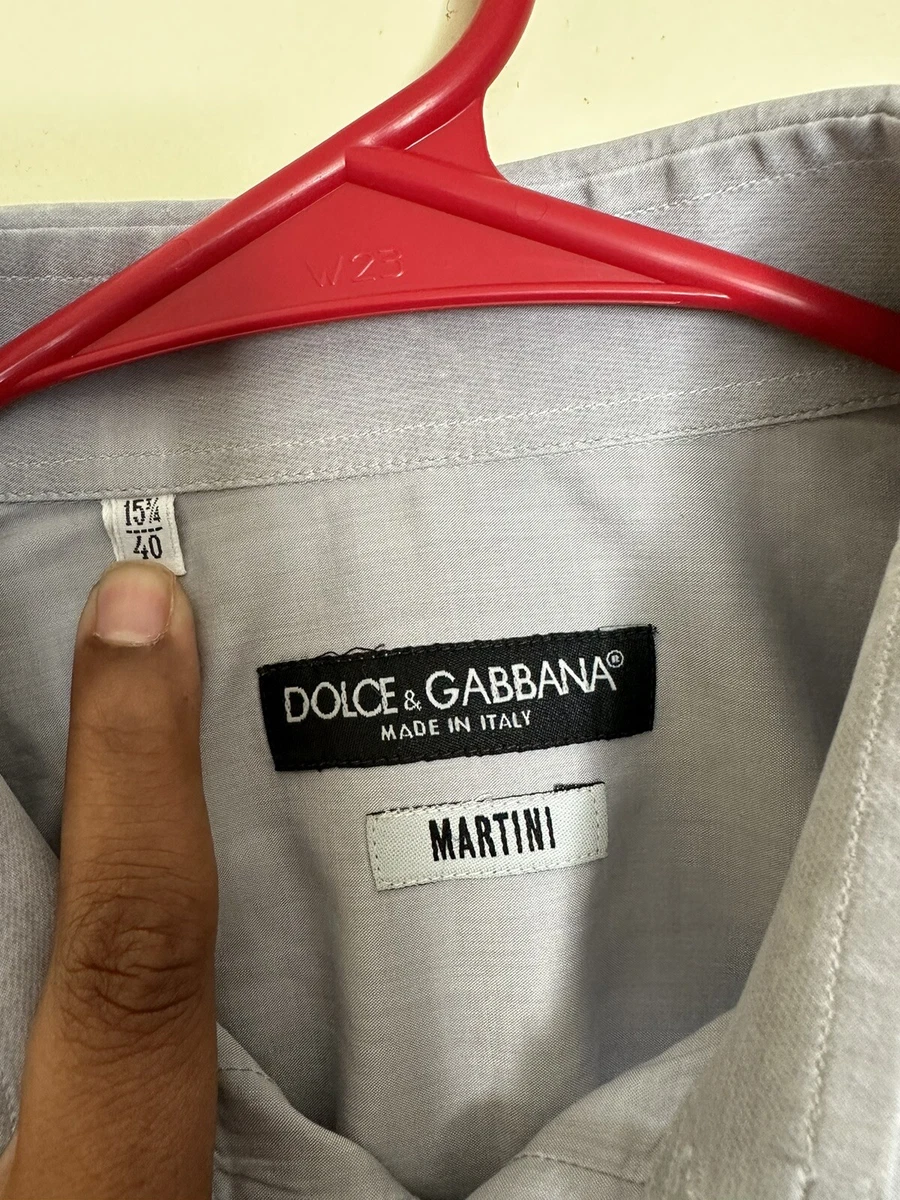 W23
15¾
40
DOLCE & GABBANA®
MADE IN ITALY
MARTINI